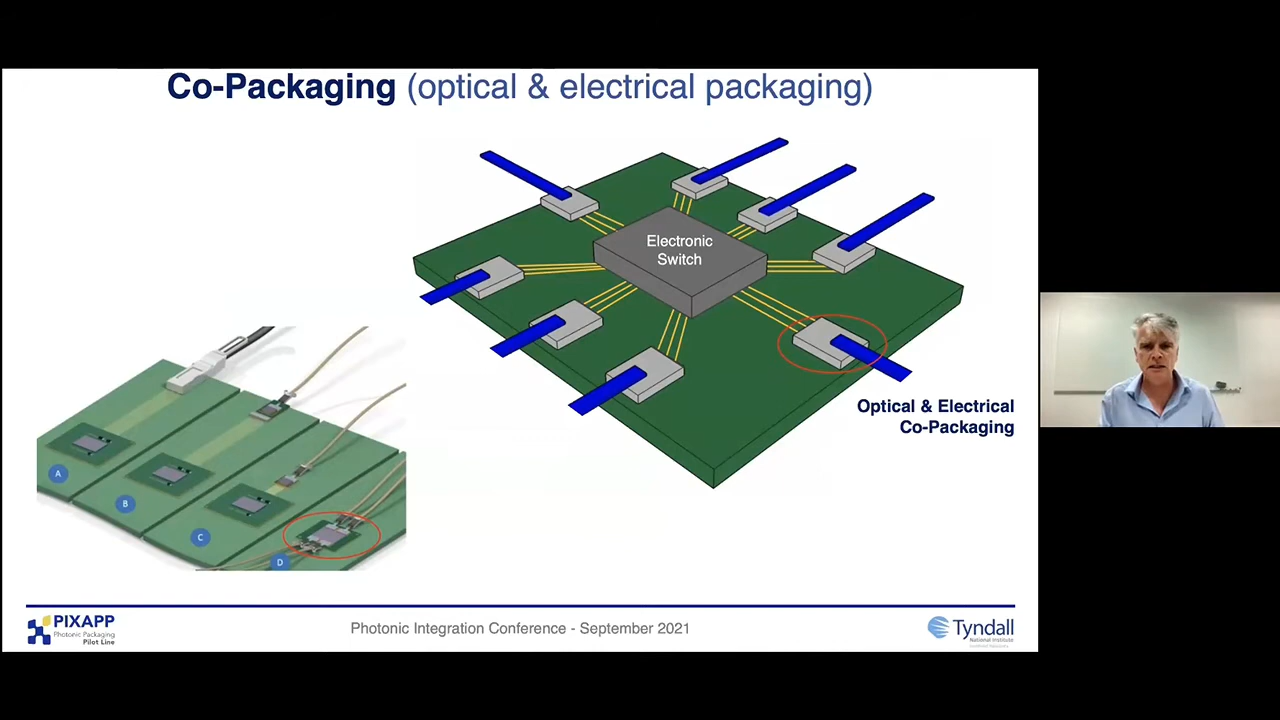 Co-Packaging (optical & electrical packaging)
Electronic
Switch
Optical & Electrical
Co-Packaging
A
B
C
D
PIXAPP
Photonic Packaging
Pilot Line
Photonic Integration Conference - September 2021
Tyndall
National Institute